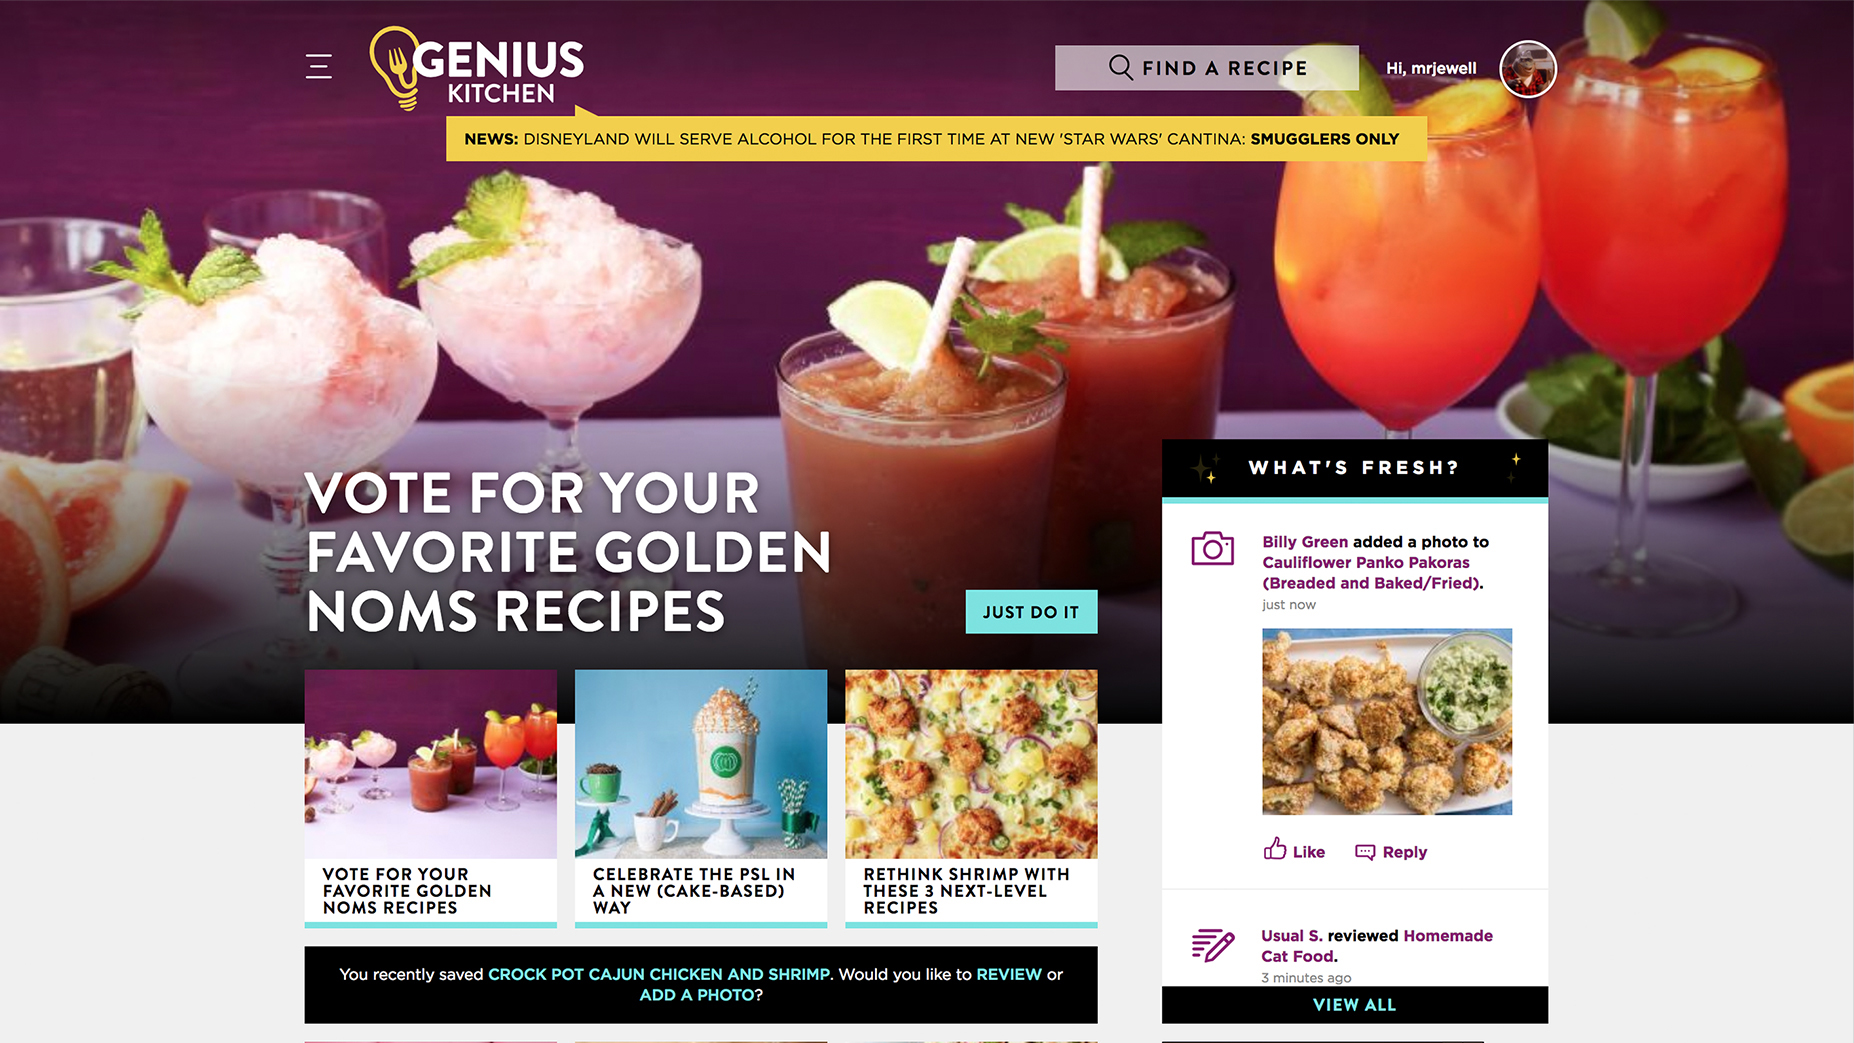 GENIUS
KITCHEN
FIND A RECIPE
Hi, mrjewell
NEWS: DISNEYLAND WILL SERVE ALCOHOL FOR THE FIRST TIME AT NEW 'STAR WARS' CANTINA: SMUGGLERS ONLY
VOTE FOR YOUR
FAVORITE GOLDEN
NOMS RECIPES
JUST DO IT
VOTE FOR YOUR
FAVORITE GOLDEN
NOMS RECIPES
CELEBRATE THE PSL IN
A NEW (CAKE-BASED)
WAY
RETHINK SHRIMP WITH
THESE 3 NEXT-LEVEL
RECIPES
You recently saved CROCK POT CAJUN CHICKEN AND SHRIMP. Would you like to REVIEW or
ADD A PHOTO?
WHAT'S FRESH?
Billy Green added a photo to
Cauliflower Panko Pakoras
(Breaded and Baked/Fried).
just now
Like
Reply
Usual S. reviewed Homemade
Cat Food.
3 minutes ago
VIEW ALL